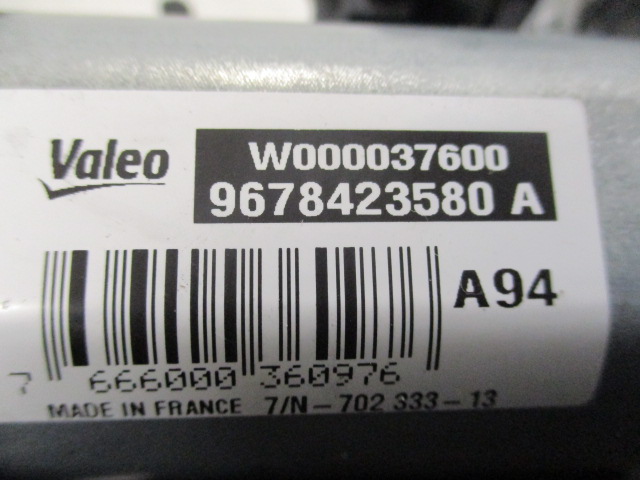 Valeo
W000037600
9678423580 A
A94
7 666000 360976
MADE IN FRANCE 7/N-702 333-13